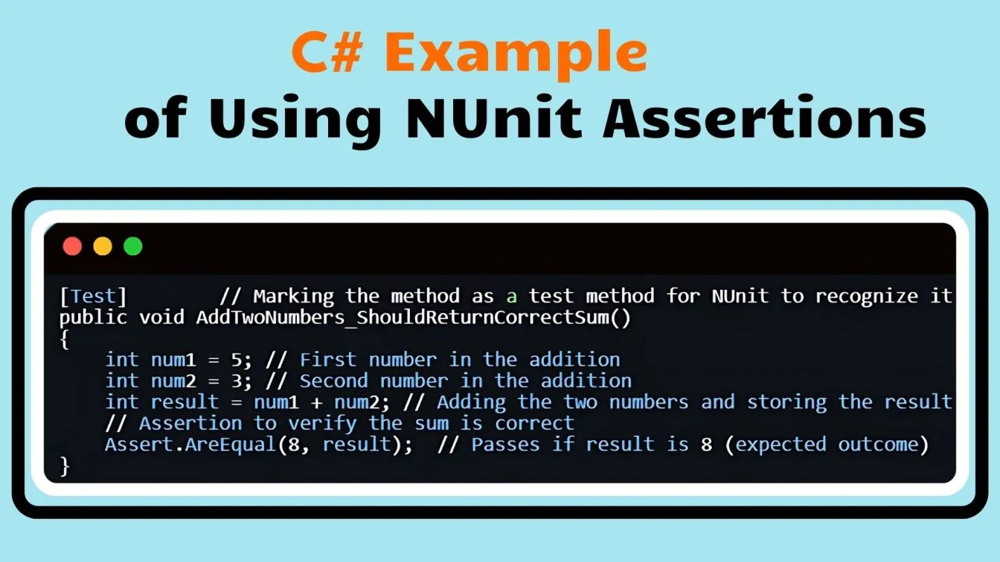 C# Example
of Using NUnit Assertions
[Test]        // Marking the method as a test method for NUnit to recognize it
public void AddTwoNumbers_ShouldReturnCorrectSum()
{
    int num1 = 5; // First number in the addition
    int num2 = 3; // Second number in the addition
    int result = num1 + num2; // Adding the two numbers and storing the result
    // Assertion to verify the sum is correct
    Assert.AreEqual(8, result);  // Passes if result is 8 (expected outcome)
}